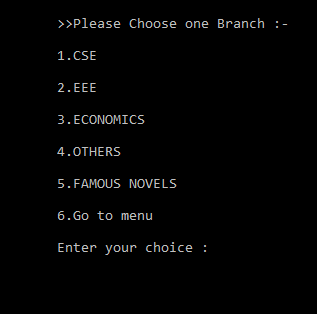 >>Please Choose one Branch :-
1.CSE
2.EEE
3.ECONOMICS
4.OTHERS
5.FAMOUS NOVELS
6.Go to menu
Enter your choice :